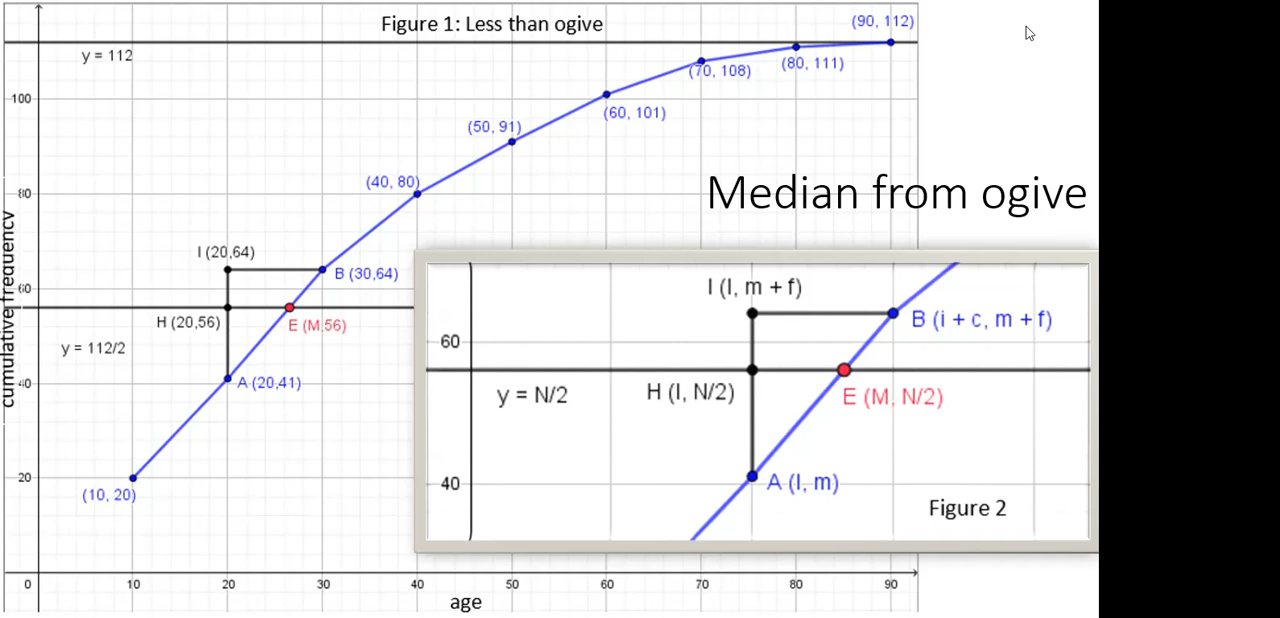 Figure 1: Less than ogive
(90, 112)
y = 112
(70, 108)
(80, 111)
100
(60, 101)
(50, 91)
(40, 80)
80
Median from ogive
I (20,64)
B (30,64)
60
H (20,56)
E (M,56)
y = 112/2
A (20,41)
40
20
(10, 20)
cumulative frequency
0
10
20
30
40
50
60
70
80
90
age
I (l, m + f)
B (i + c, m + f)
60
y = N/2
H (l, N/2)
E (M, N/2)
40
A (l, m)
Figure 2